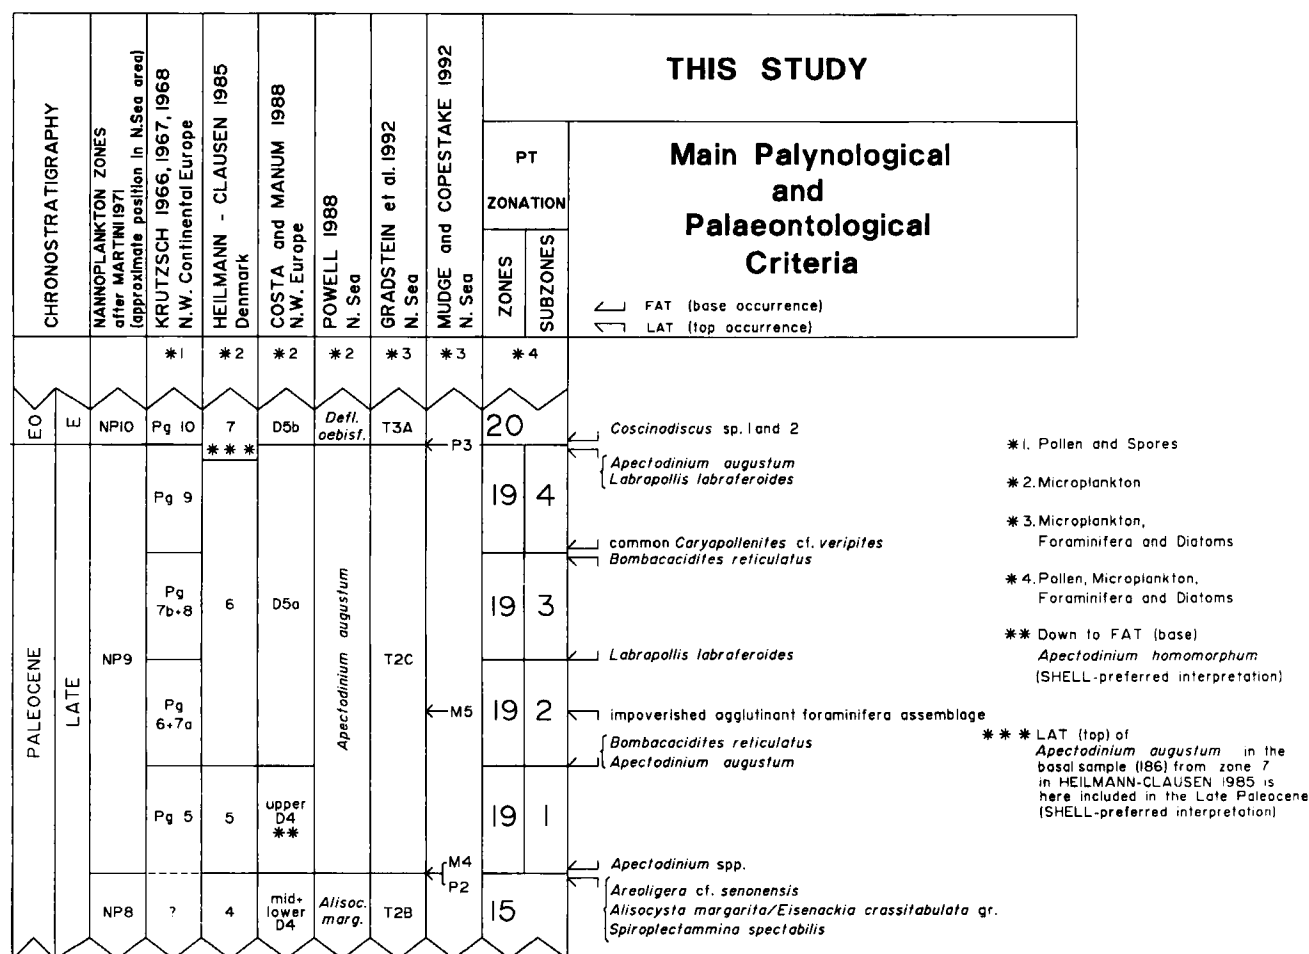 CHRONOSTRATIGRAPHY
NANNOPLANKTON ZONES
after MARTINI 1971
(approximate position in N.Sea area)
KRUTZSCH 1966, 1967, 1968
N.W. Continental Europe
HEILMANN - CLAUSEN 1985
Denmark
COSTA and MANUM 1988
N.W. Europe
POWELL 1988
N. Sea
GRADSTEIN et al. 1992
N. Sea
MUDGE and COPESTAKE 1992
N. Sea
THIS STUDY
PT
ZONATION
ZONES
SUBZONES
Main Palynological
and
Palaeontological
Criteria
FAT (base occurrence)
LAT (top occurrence)
*1
*2
*2
*2
*3
*3
*4
EO
E
NP10
Pg 10
7
D5b
Defl.
oebisf.
T3A
20
Coscinodiscus sp. 1 and 2
***
P3
Apectodinium augustum
Labrapollis labraferoides
PALEOCENE
LATE
NP9
Pg 9
19
4
common Caryapollenites cf. veripites
Bombacacidites reticulatus
Pg
7b+8
6
D5a
Apectodinium augustum
T2C
19
3
Labrapollis labraferoides
Pg
6+7a
M5
19
2
impoverished agglutinant foraminifera assemblage
Bombacacidites reticulatus
Apectodinium augustum
Pg 5
5
upper
D4
**
19
1
M4
P2
Apectodinium spp.
NP8
?
4
mid+
lower
D4
Alisoc.
marg.
T2B
15
Areoligera cf. senonensis
Alisocysta margarita/Eisenackia crassitabulata gr.
Spiroplectammina spectabilis
*1. Pollen and Spores
*2. Microplankton
*3. Microplankton,
Foraminifera and Diatoms
*4. Pollen, Microplankton,
Foraminifera and Diatoms
** Down to FAT (base)
Apectodinium homomorphum
(SHELL-preferred interpretation)
*** LAT (top) of
Apectodinium augustum in the
basal sample (186) from zone 7
in HEILMANN-CLAUSEN 1985 is
here included in the Late Paleocene
(SHELL-preferred interpretation)